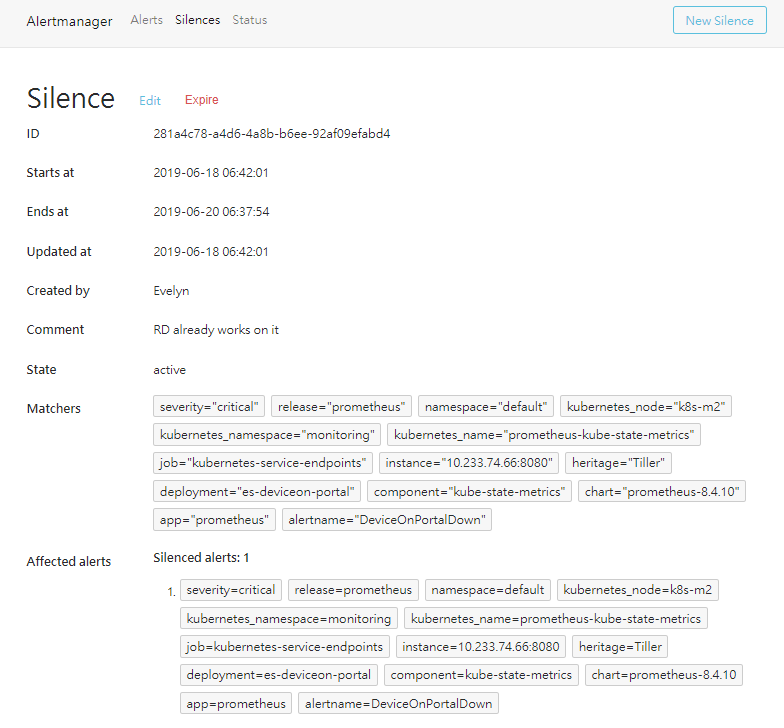 Alertmanager Alerts Silences Status New Silence
Silence Edit Expire
ID 281a4c78-a4d6-4a8b-b6ee-92af09efabd4
Starts at 2019-06-18 06:42:01
Ends at 2019-06-20 06:37:54
Updated at 2019-06-18 06:42:01
Created by Evelyn
Comment RD already works on it
State active
Matchers severity="critical" release="prometheus" namespace="default" kubernetes_node="k8s-m2"
kubernetes_namespace="monitoring" kubernetes_name="prometheus-kube-state-metrics"
job="kubernetes-service-endpoints" instance="10.233.74.66:8080" heritage="Tiller"
deployment="es-deviceon-portal" component="kube-state-metrics" chart="prometheus-8.4.10"
app="prometheus" alertname="DeviceOnPortalDown"
Affected alerts Silenced alerts: 1
1. severity=critical release=prometheus namespace=default kubernetes_node=k8s-m2
kubernetes_namespace=monitoring kubernetes_name=prometheus-kube-state-metrics
job=kubernetes-service-endpoints instance=10.233.74.66:8080 heritage=Tiller
deployment=es-deviceon-portal component=kube-state-metrics chart=prometheus-8.4.10
app=prometheus alertname=DeviceOnPortalDown